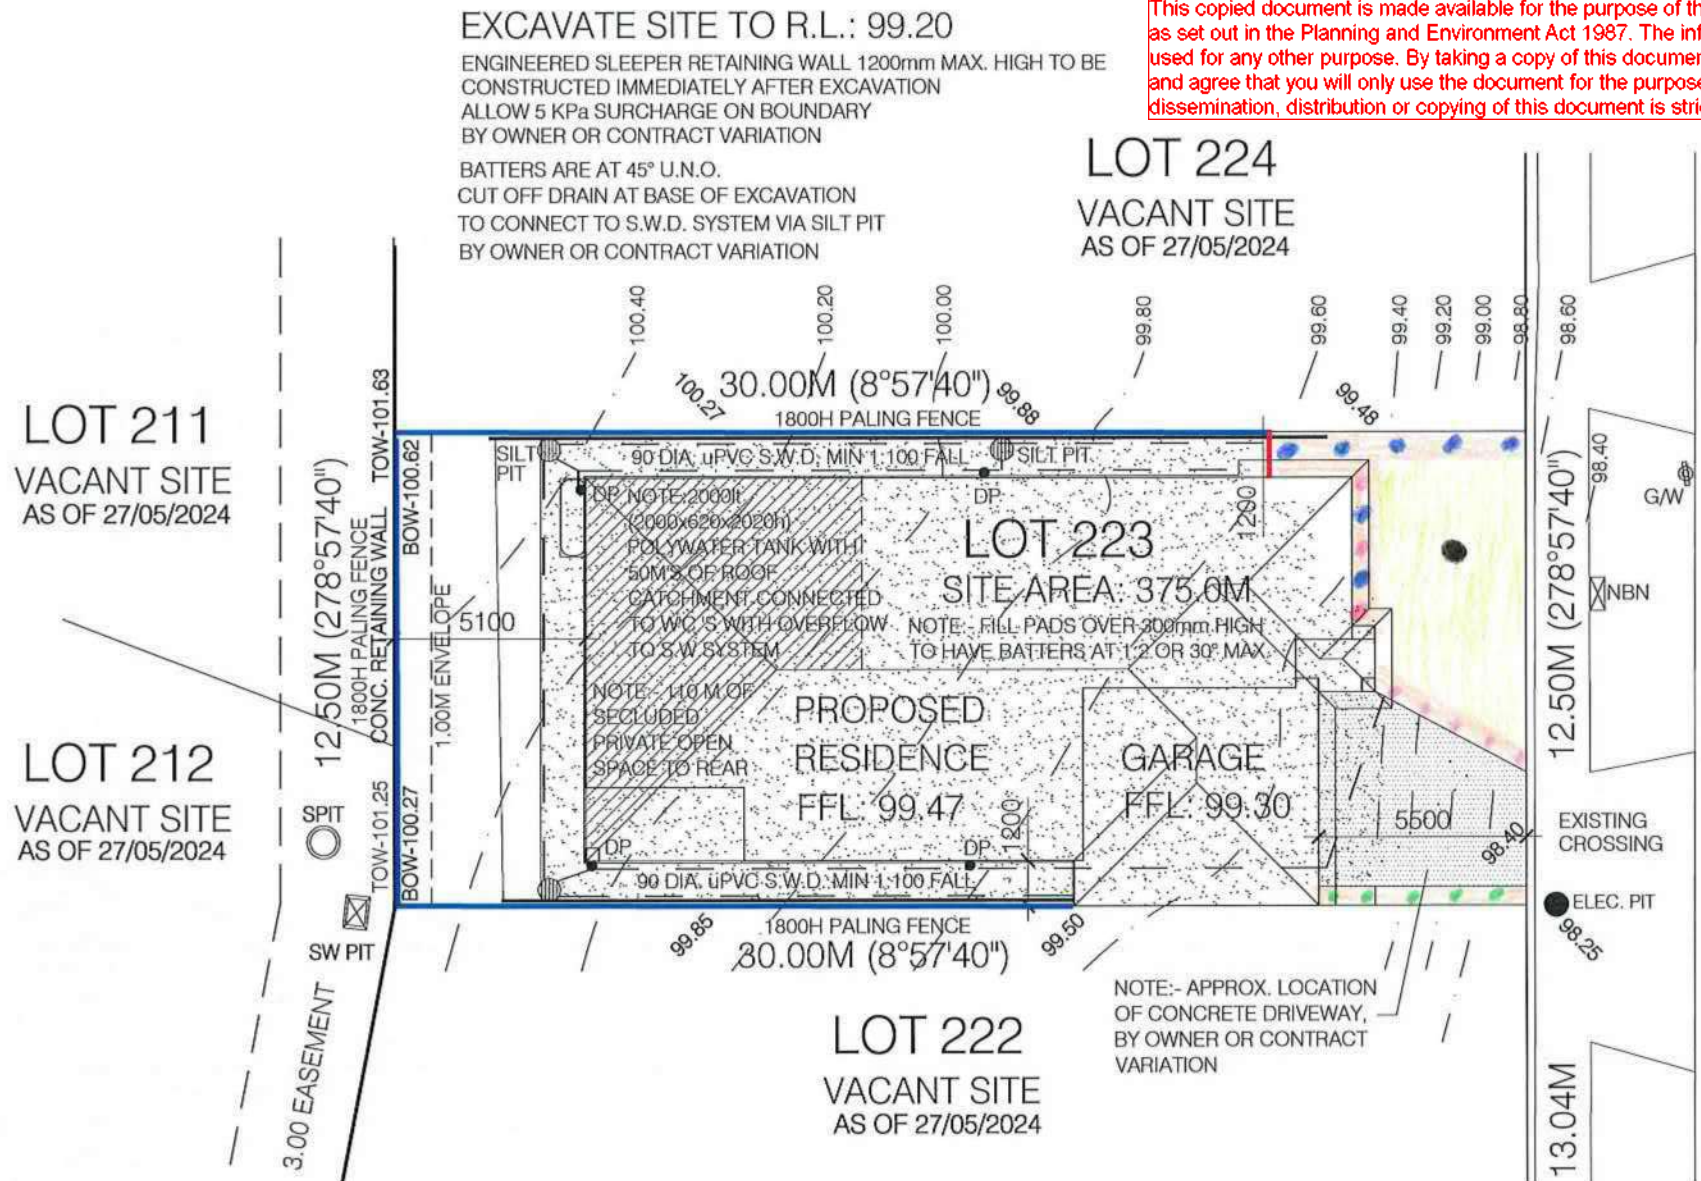 EXCAVATE SITE TO R.L.: 99.20
ENGINEERED SLEEPER RETAINING WALL 1200mm MAX. HIGH TO BE
CONSTRUCTED IMMEDIATELY AFTER EXCAVATION
ALLOW 5 KPa SURCHARGE ON BOUNDARY
BY OWNER OR CONTRACT VARIATION
BATTERS ARE AT 45° U.N.O.
CUT OFF DRAIN AT BASE OF EXCAVATION
TO CONNECT TO S.W.D. SYSTEM VIA SILT PIT
BY OWNER OR CONTRACT VARIATION
This copied document is made available for the purpose of th
as set out in the Planning and Environment Act 1987. The inf
used for any other purpose. By taking a copy of this documen
and agree that you will only use the document for the purpose
dissemination, distribution or copying of this document is stri
LOT 224
VACANT SITE
AS OF 27/05/2024
100.40
100.20
100.00
99.80
99.60
99.40
99.20
99.00
98.80
98.60
100.27
30.00M (8°57'40")
99.88
99.48
1800H PALING FENCE
LOT 211
VACANT SITE
AS OF 27/05/2024
LOT 212
VACANT SITE
AS OF 27/05/2024
12.50M (278°57'40")
1800H PALING FENCE
CONC. RETAINING WALL
TOW-101.63
BOW-100.62
TOW-101.25
BOW-100.27
1.00M ENVELOPE
5100
SILT
PIT
90 DIA. uPVC S.W.D. MIN 1:100 FALL
SILT PIT
DP
DP
NOTE:2000lt
(2000x620x2020h)
POLYWATER TANK WITH
50M'S OF ROOF
CATCHMENT CONNECTED
TO WC'S WITH OVERFLOW
TO S.W SYSTEM
NOTE:- 110 M OF
SECLUDED
PRIVATE OPEN
SPACE TO REAR
LOT 223
SITE AREA: 375.0M
NOTE:- FILL PADS OVER 300mm HIGH
TO HAVE BATTERS AT 1:2 OR 30° MAX.
1200
PROPOSED
RESIDENCE
FFL: 99.47
GARAGE
FFL: 99.30
1200
DP
DP
90 DIA. uPVC S.W.D. MIN 1:100 FALL
5500
98.40
12.50M (278°57'40")
98.40
G/W
NBN
EXISTING
CROSSING
ELEC. PIT
98.25
SPIT
SW PIT
3.00 EASEMENT
99.85
1800H PALING FENCE
30.00M (8°57'40")
99.50
NOTE:- APPROX. LOCATION
OF CONCRETE DRIVEWAY,
BY OWNER OR CONTRACT
VARIATION
LOT 222
VACANT SITE
AS OF 27/05/2024
13.04M